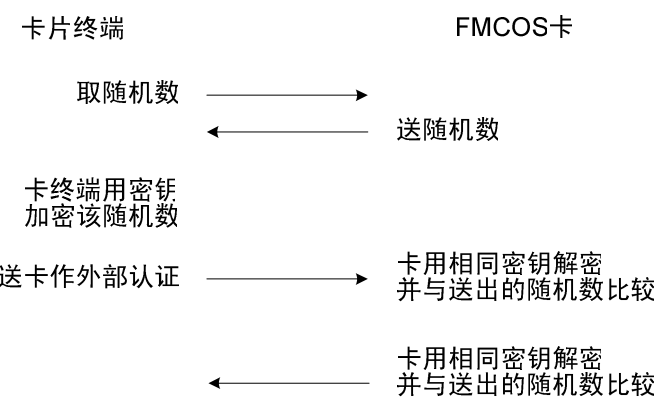 卡片终端
FMCOS卡
取随机数
送随机数
卡终端用密钥
加密该随机数
送卡作外部认证
卡用相同密钥解密
并与送出的随机数比较
卡用相同密钥解密
并与送出的随机数比较